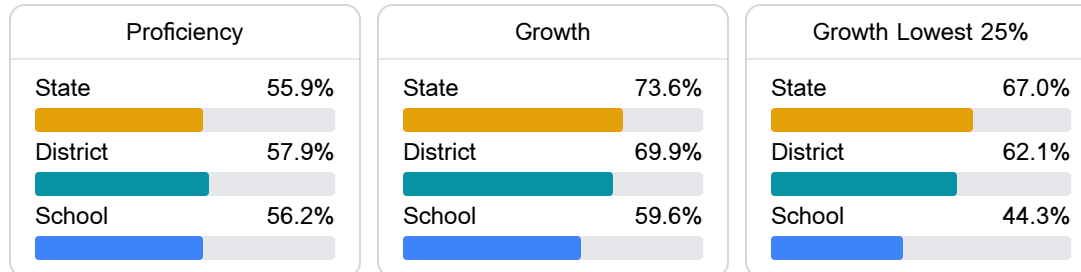 Proficiency
State 55.9%
District 57.9%
School 56.2%
Growth
State 73.6%
District 69.9%
School 59.6%
Growth Lowest 25%
State 67.0%
District 62.1%
School 44.3%